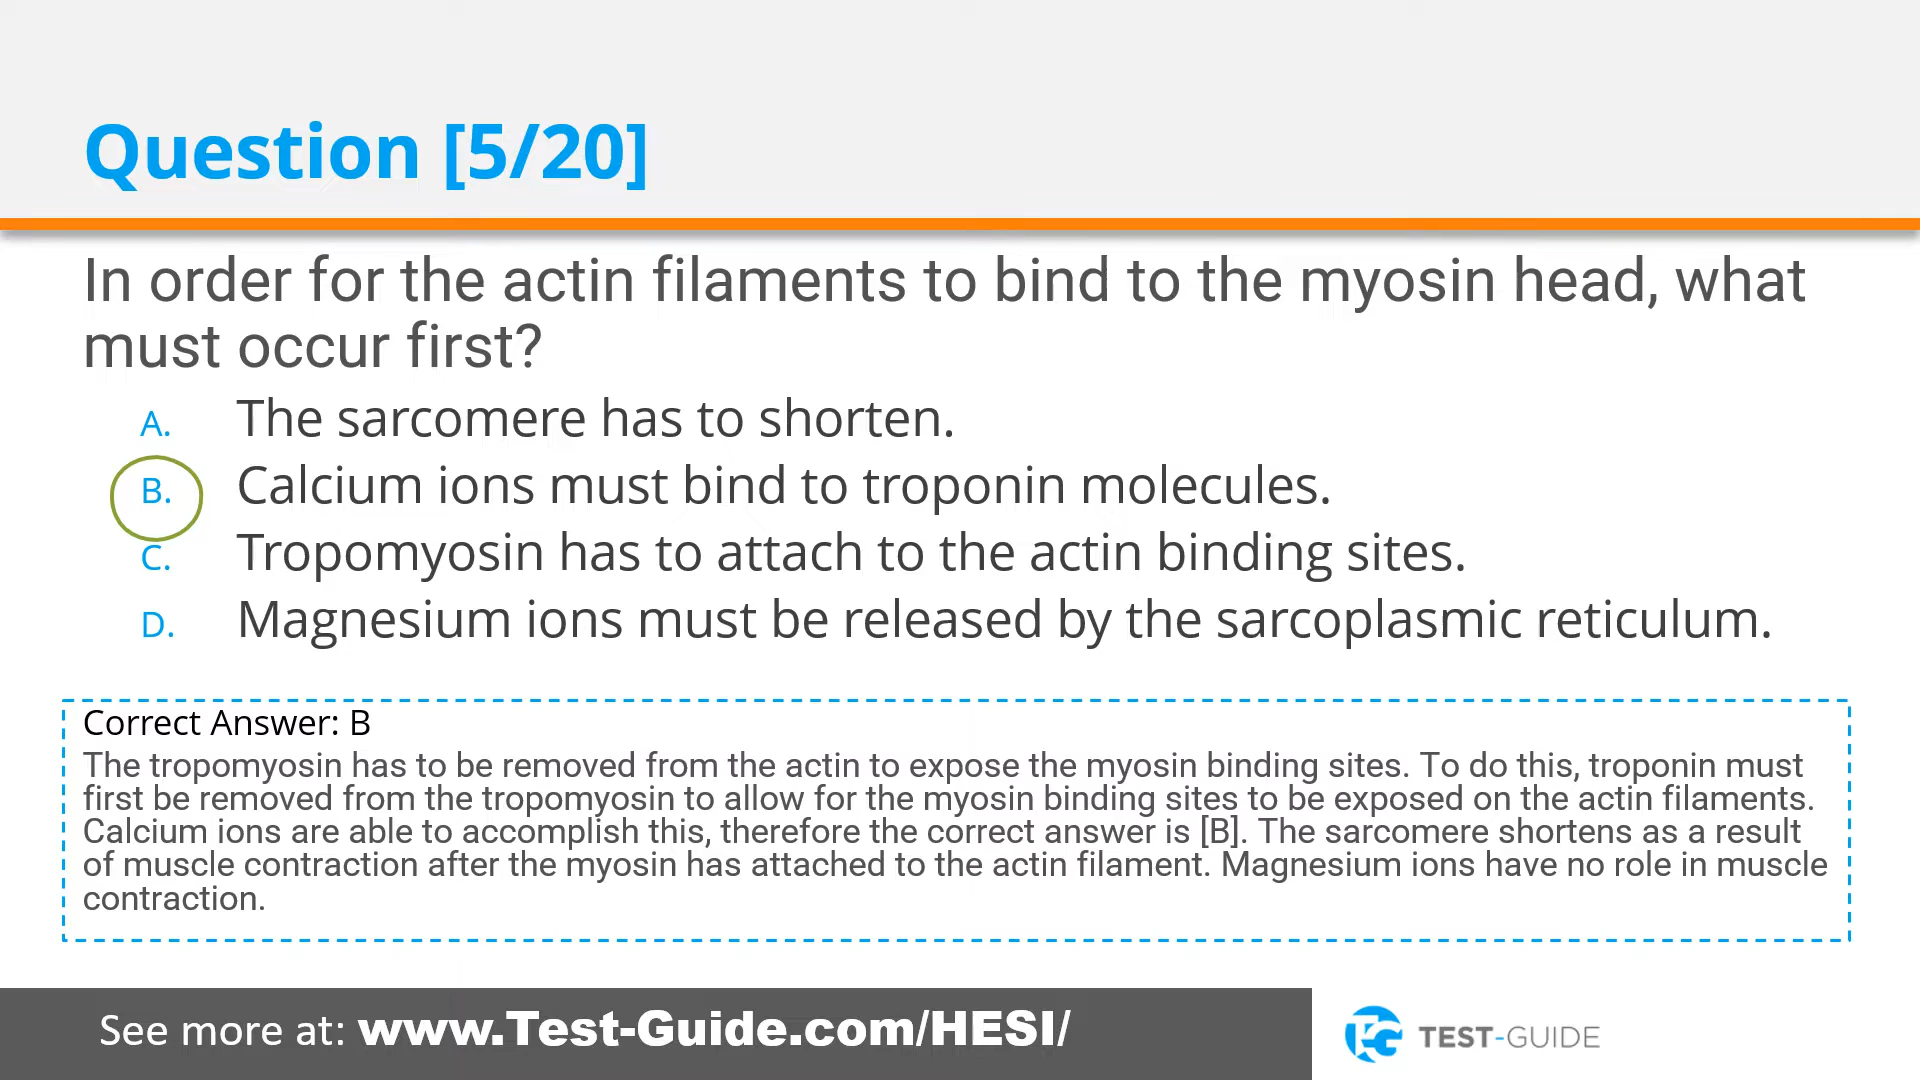 Question [5/20]
In order for the actin filaments to bind to the myosin head, what
must occur first?
A. The sarcomere has to shorten.
B. Calcium ions must bind to troponin molecules.
C. Tropomyosin has to attach to the actin binding sites.
D. Magnesium ions must be released by the sarcoplasmic reticulum.
Correct Answer: B
The tropomyosin has to be removed from the actin to expose the myosin binding sites. To do this, troponin must
first be removed from the tropomyosin to allow for the myosin binding sites to be exposed on the actin filaments.
Calcium ions are able to accomplish this, therefore the correct answer is [B]. The sarcomere shortens as a result
of muscle contraction after the myosin has attached to the actin filament. Magnesium ions have no role in muscle
contraction.
See more at: www.Test-Guide.com/HESI/
TG TEST-GUIDE